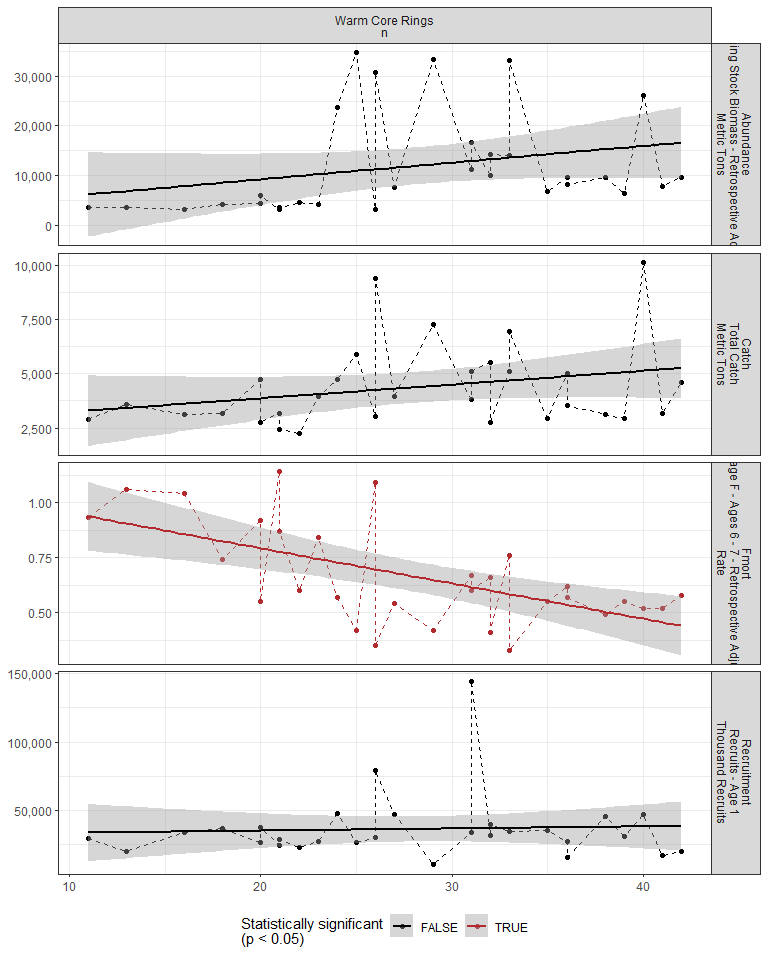 Warm Core Rings
n
30,000
20,000
10,000
0
Abundance
ing Stock Biomass - Retrospective Ad
Metric Tons
10,000
7,500
5,000
2,500
Catch
Total Catch
Metric Tons
1.00
0.75
0.50
Fmort
age F - Ages 6 - 7 - Retrospective Adju
Rate
150,000
100,000
50,000
Recruitment
Recruits - Age 1
Thousand Recruits
10
20
30
40
Statistically significant
(p < 0.05)
FALSE
TRUE